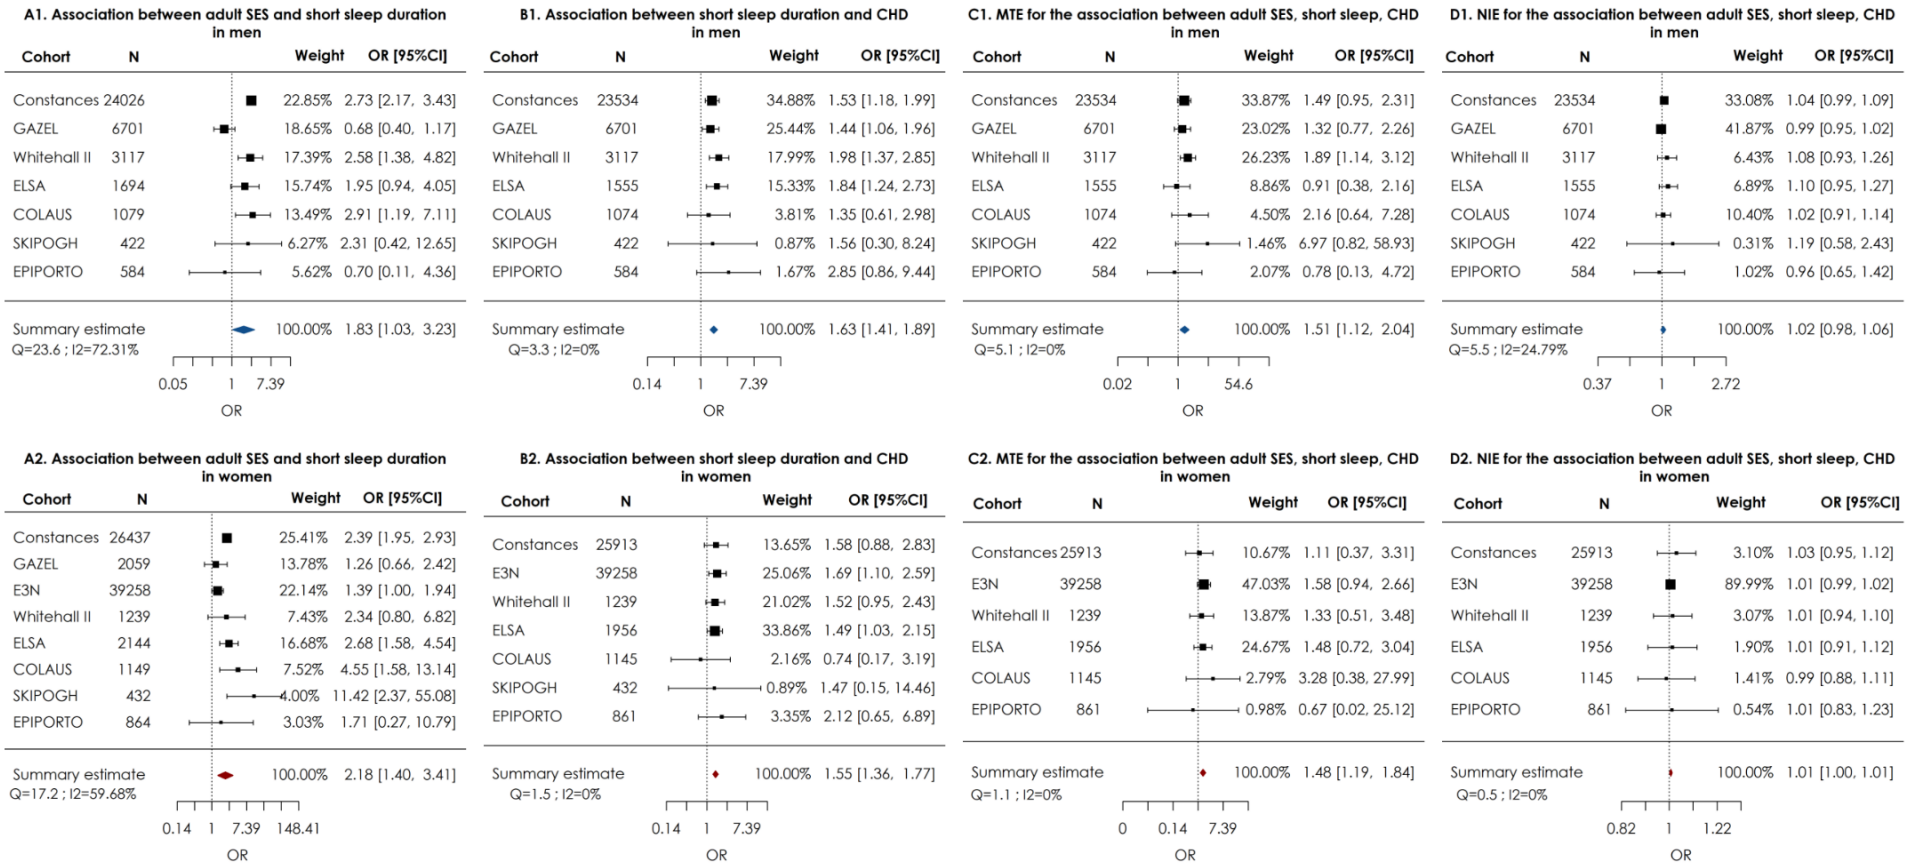 A1. Association between adult SES and short sleep duration
in men
Cohort N Weight OR [95%CI]
Constances 24026 22.85% 2.73 [2.17, 3.43]
GAZEL 6701 18.65% 0.68 [0.40, 1.17]
Whitehall II 3117 17.39% 2.58 [1.38, 4.82]
ELSA 1694 15.74% 1.95 [0.94, 4.05]
COLAUS 1079 13.49% 2.91 [1.19, 7.11]
SKIPOGH 422 6.27% 2.31 [0.42, 12.65]
EPIPORTO 584 5.62% 0.70 [0.11, 4.36]
Summary estimate 100.00% 1.83 [1.03, 3.23]
Q=23.6 ; I2=72.31%
0.05 1 7.39
OR
B1. Association between short sleep duration and CHD
in men
Cohort N Weight OR [95%CI]
Constances 23534 34.88% 1.53 [1.18, 1.99]
GAZEL 6701 25.44% 1.44 [1.06, 1.96]
Whitehall II 3117 17.99% 1.98 [1.37, 2.85]
ELSA 1555 15.33% 1.84 [1.24, 2.73]
COLAUS 1074 3.81% 1.35 [0.61, 2.98]
SKIPOGH 422 0.87% 1.56 [0.30, 8.24]
EPIPORTO 584 1.67% 2.85 [0.86, 9.44]
Summary estimate 100.00% 1.63 [1.41, 1.89]
Q=3.3 ; I2=0%
0.14 1 7.39
OR
C1. MTE for the association between adult SES, short sleep, CHD
in men
Cohort N Weight OR [95%CI]
Constances 23534 33.87% 1.49 [0.95, 2.31]
GAZEL 6701 23.02% 1.32 [0.77, 2.26]
Whitehall II 3117 26.23% 1.89 [1.14, 3.12]
ELSA 1555 8.86% 0.91 [0.38, 2.16]
COLAUS 1074 4.50% 2.16 [0.64, 7.28]
SKIPOGH 422 1.46% 6.97 [0.82, 58.93]
EPIPORTO 584 2.07% 0.78 [0.13, 4.72]
Summary estimate 100.00% 1.51 [1.12, 2.04]
Q=5.1 ; I2=0%
0.02 1 54.6
OR
D1. NIE for the association between adult SES, short sleep, CHD
in men
Cohort N Weight OR [95%CI]
Constances 23534 33.08% 1.04 [0.99, 1.09]
GAZEL 6701 41.87% 0.99 [0.95, 1.02]
Whitehall II 3117 6.43% 1.08 [0.93, 1.26]
ELSA 1555 6.89% 1.10 [0.95, 1.27]
COLAUS 1074 10.40% 1.02 [0.91, 1.14]
SKIPOGH 422 0.31% 1.19 [0.58, 2.43]
EPIPORTO 584 1.02% 0.96 [0.65, 1.42]
Summary estimate 100.00% 1.02 [0.98, 1.06]
Q=5.5 ; I2=24.79%
0.37 1 2.72
OR
A2. Association between adult SES and short sleep duration
in women
Cohort N Weight OR [95%CI]
Constances 26437 25.41% 2.39 [1.95, 2.93]
GAZEL 2059 13.78% 1.26 [0.66, 2.42]
E3N 39258 22.14% 1.39 [1.00, 1.94]
Whitehall II 1239 7.43% 2.34 [0.80, 6.82]
ELSA 2144 16.68% 2.68 [1.58, 4.54]
COLAUS 1149 7.52% 4.55 [1.58, 13.14]
SKIPOGH 432 4.00% 11.42 [2.37, 55.08]
EPIPORTO 864 3.03% 1.71 [0.27, 10.79]
Summary estimate 100.00% 2.18 [1.40, 3.41]
Q=17.2 ; I2=59.68%
0.14 1 7.39 148.41
OR
B2. Association between short sleep duration and CHD
in women
Cohort N Weight OR [95%CI]
Constances 25913 13.65% 1.58 [0.88, 2.83]
E3N 39258 25.06% 1.69 [1.10, 2.59]
Whitehall II 1239 21.02% 1.52 [0.95, 2.43]
ELSA 1956 33.86% 1.49 [1.03, 2.15]
COLAUS 1145 2.16% 0.74 [0.17, 3.19]
SKIPOGH 432 0.89% 1.47 [0.15, 14.46]
EPIPORTO 861 3.35% 2.12 [0.65, 6.89]
Summary estimate 100.00% 1.55 [1.36, 1.77]
Q=1.5 ; I2=0%
0.14 1 7.39
OR
C2. MTE for the association between adult SES, short sleep, CHD
in women
Cohort N Weight OR [95%CI]
Constances 25913 10.67% 1.11 [0.37, 3.31]
E3N 39258 47.03% 1.58 [0.94, 2.66]
Whitehall II 1239 13.87% 1.33 [0.51, 3.48]
ELSA 1956 24.67% 1.48 [0.72, 3.04]
COLAUS 1145 2.79% 3.28 [0.38, 27.99]
EPIPORTO 861 0.98% 0.67 [0.02, 25.12]
Summary estimate 100.00% 1.48 [1.19, 1.84]
Q=1.1 ; I2=0%
0 0.14 7.39
OR
D2. NIE for the association between adult SES, short sleep, CHD
in women
Cohort N Weight OR [95%CI]
Constances 25913 3.10% 1.03 [0.95, 1.12]
E3N 39258 89.99% 1.01 [0.99, 1.02]
Whitehall II 1239 3.07% 1.01 [0.94, 1.10]
ELSA 1956 1.90% 1.01 [0.91, 1.12]
COLAUS 1145 1.41% 0.99 [0.88, 1.11]
EPIPORTO 861 0.54% 1.01 [0.83, 1.23]
Summary estimate 100.00% 1.01 [1.00, 1.01]
Q=0.5 ; I2=0%
0.82 1 1.22
OR